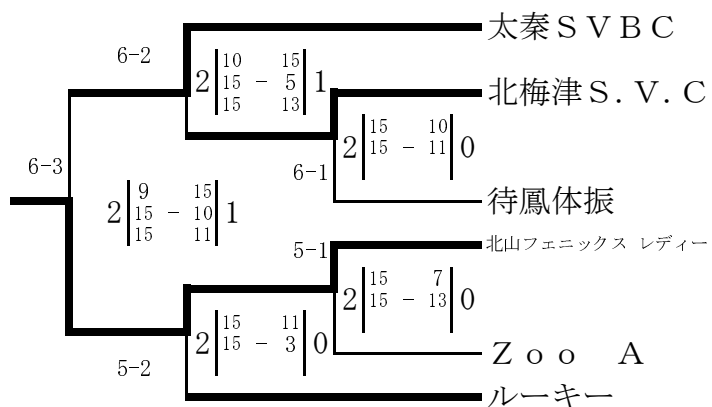 太秦ＳＶＢＣ
6-2
10 15
2 15 - 5 1
15 13
北梅津Ｓ．Ｖ．Ｃ
15 10
2 15 - 11 0
6-3
6-1
9 15
2 15 - 10 1
15 11
待鳳体振
5-1
北山フェニックス レディー
15 7
2 15 - 13 0
15 11
2 15 - 3 0
Ｚｏｏ　Ａ
5-2
ルーキー